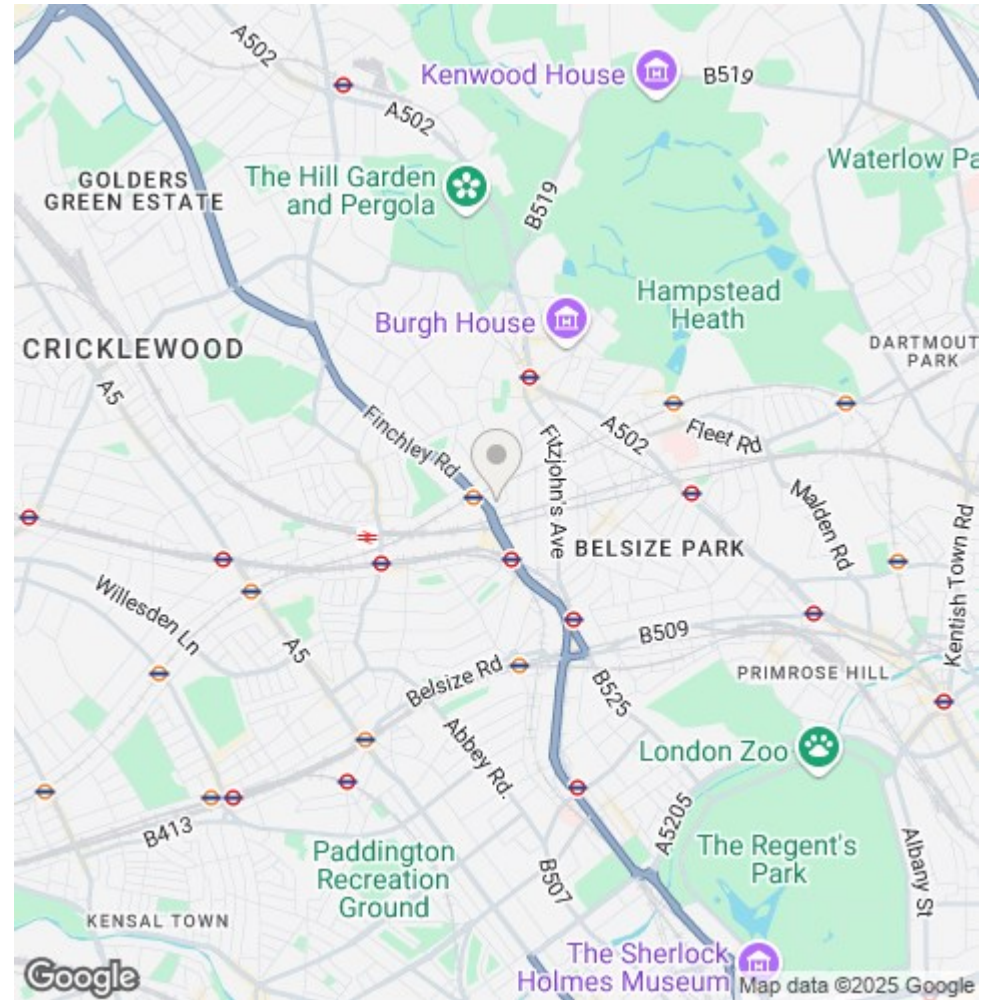 A502
Kenwood House
B519
A502
Waterlow Pa
GOLDERS
GREEN ESTATE
The Hill Garden
and Pergola
B519
Hampstead
Heath
Burgh House
CRICKLEWOOD
DARTMOUT
PARK
A5
Finchley Rd
Fitzjohn's Ave
A502
Fleet Rd
Malden Rd
BELSIZE PARK
Kentish Town Rd
Willesden Ln
A5
B509
Belsize Rd
B525
PRIMROSE HILL
Abbey Rd.
London Zoo
A5205
B413
Paddington
Recreation
Ground
The Regent's
Park
Albany St
B507
KENSAL TOWN
The Sherlock
Holmes Museum
Google
Map data ©2025 Google